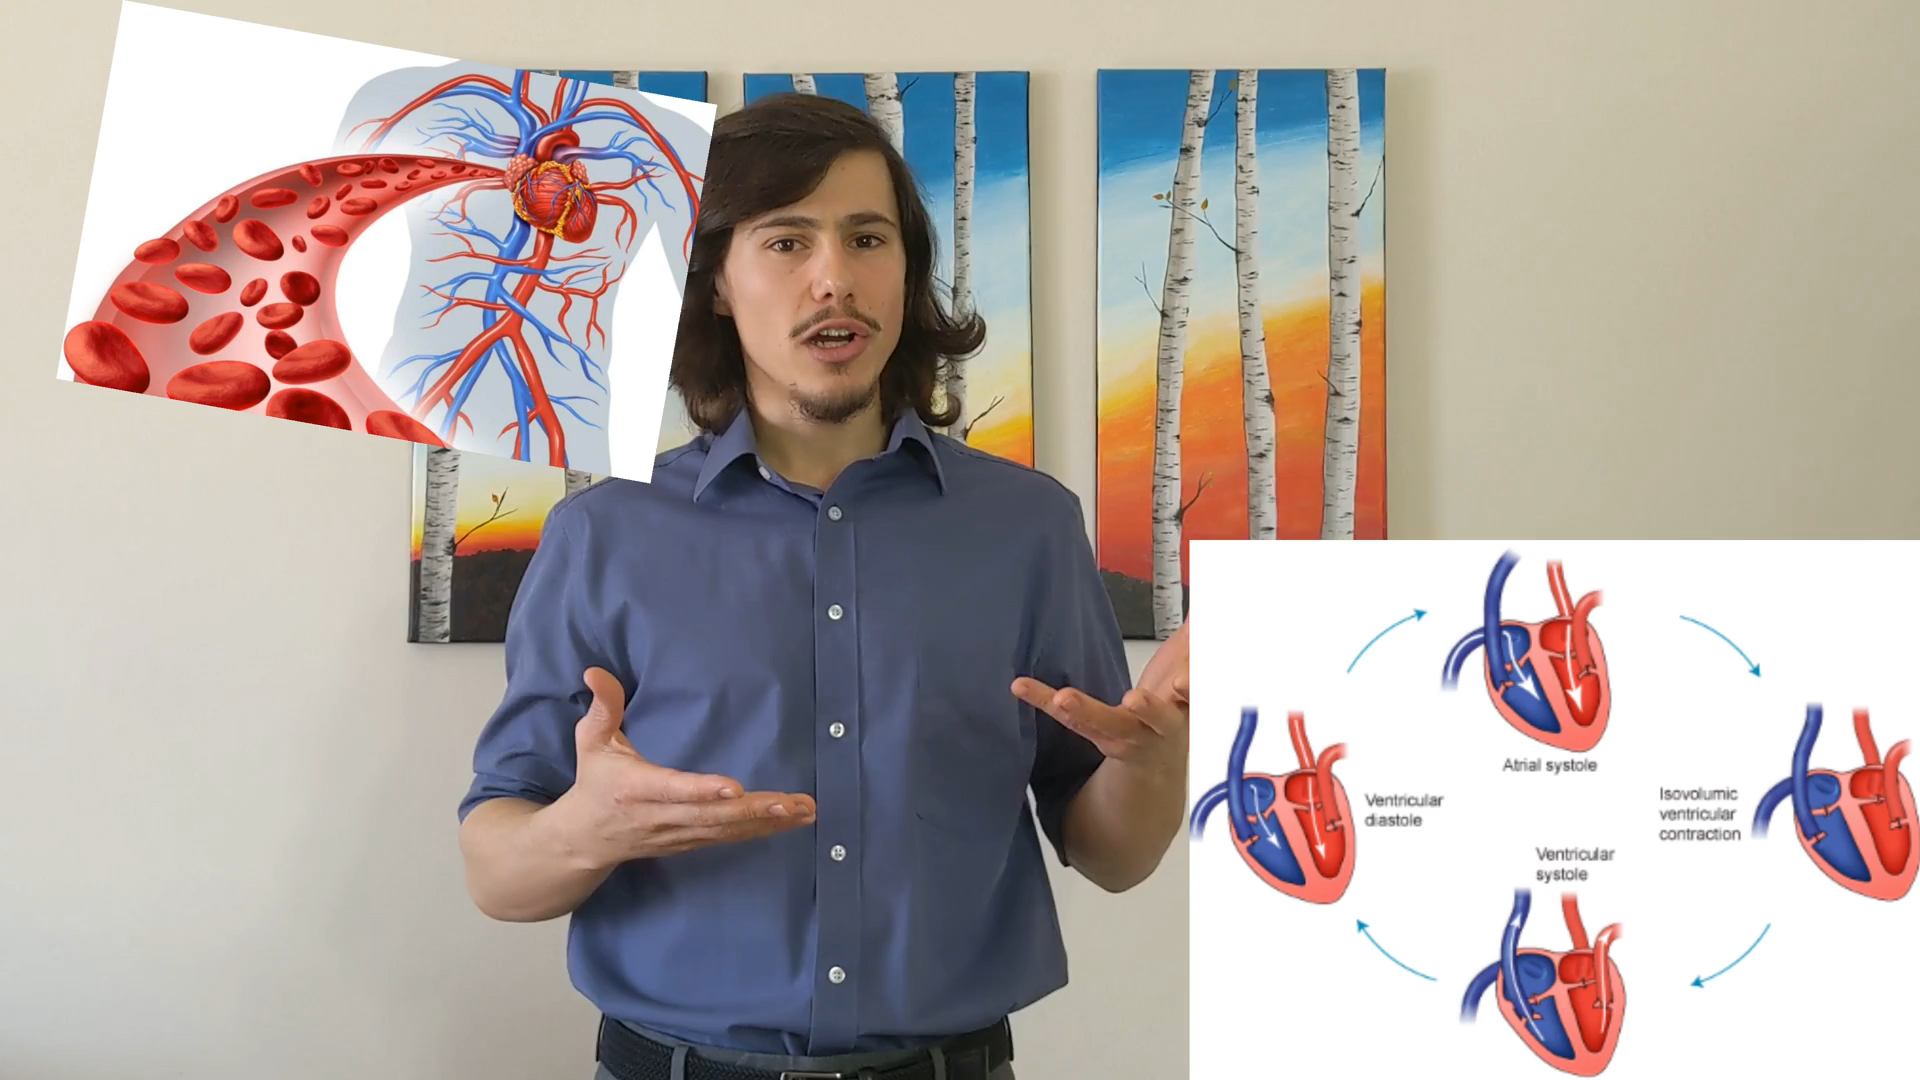 Atrial systole
Ventricular
diastole
Isovolumic
ventricular
contraction
Ventricular
systole